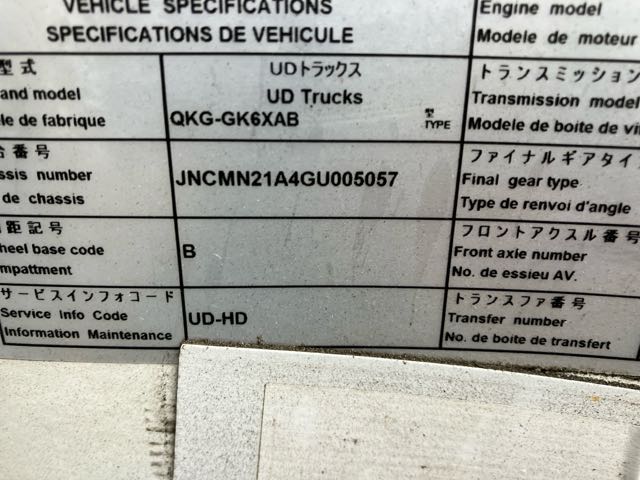 VEHICLE SPECIFICATIONS
SPECIFICATIONS DE VEHICULE
Engine model
Modele de moteur
型式
and model
le de fabrique
UDトラックス
UD Trucks
QKG-GK6XAB
型
TYPE
トランスミッション
Transmission model
Modele de boite de vi
番号
ssis number
de chassis
JNCMN21A4GU005057
ファイナルギアタイ
Final gear type
Type de renvoi d'angle
距記号
heel base code
mpattment
B
フロントアクスル番号
Front axle number
No. de essieu AV.
サービスインフォコード
Service Info Code
Information Maintenance
UD-HD
トランスファ番号
Transfer number
No. de boite de transfert